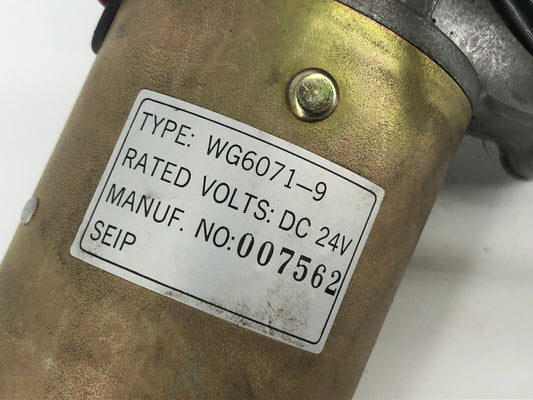 TYPE: WG6071-9
RATED VOLTS: DC 24V
MANUF. NO:007562
SEIP